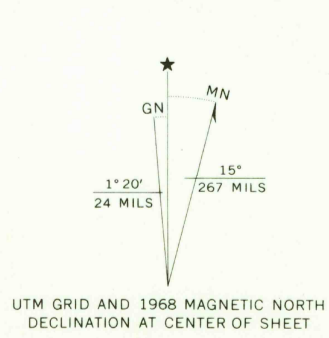 MN
GN
15°
1° 20′
267 MILS
24 MILS
UTM GRID AND 1968 MAGNETIC NORTH
DECLINATION AT CENTER OF SHEET